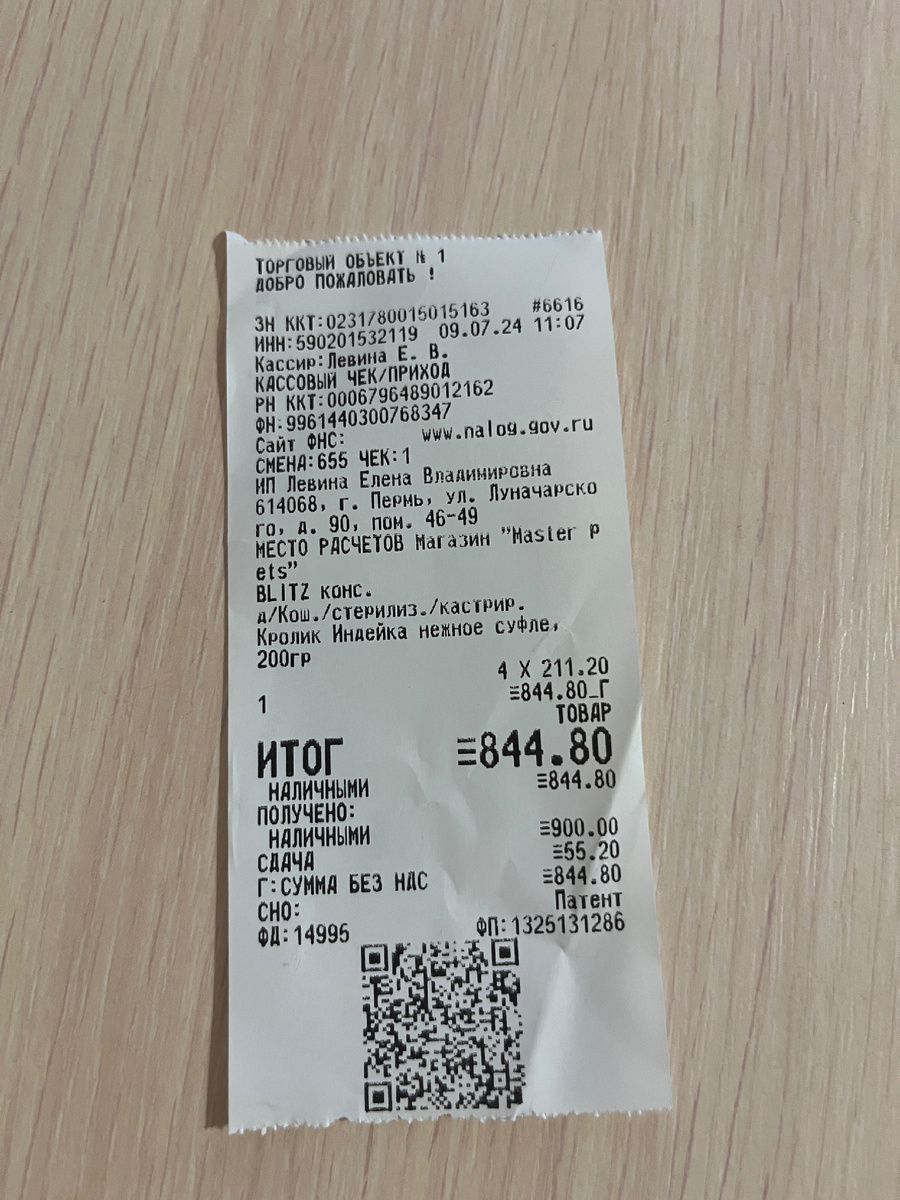 ТОРГОВЫЙ ОБЪЕКТ № 1
ДОБРО ПОЖАЛОВАТЬ !
ЗН ККТ:0231780015015163 #6616
ИНН:590201532119 09.07.24 11:07
Кассир:Левина Е. В.
КАССОВЫЙ ЧЕК/ПРИХОД
РН ККТ:0006796489012162
ФН:9961440300768347
Сайт ФНС: www.nalog.gov.ru
СМЕНА:655 ЧЕК:1
ИП Левина Елена Владимировна
614068, г. Пермь, ул. Луначарско
го, д. 90, пом. 46-49
МЕСТО РАСЧЕТОВ Магазин "Master p
ets"
BLITZ конс.
д/Кош./стерилиз./кастрир.
Кролик Индейка нежное суфле,
200гр
4 X 211.20
1 ≡844.80_Г
ТОВАР
ИТОГ ≡844.80
НАЛИЧНЫМИ ≡844.80
ПОЛУЧЕНО:
НАЛИЧНЫМИ ≡900.00
СДАЧА ≡55.20
Г:СУММА БЕЗ НДС ≡844.80
СНО: Патент
ФД:14995 ФП:1325131286